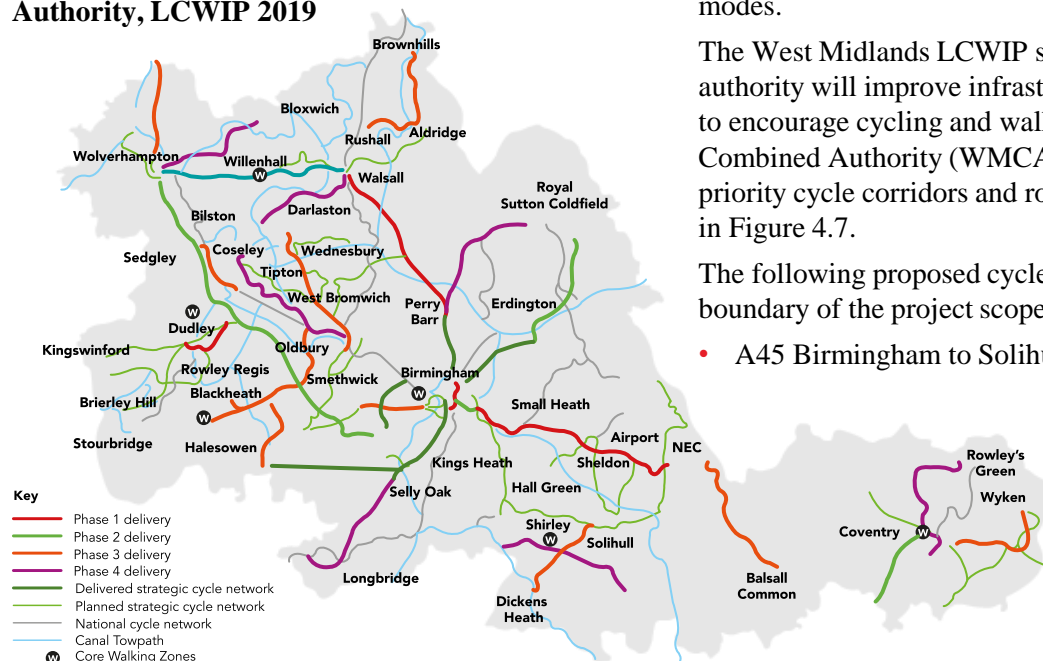 Authority, LCWIP 2019
Brownhills
Bloxwich
Rushall
Aldridge
Wolverhampton
Willenhall
W
Walsall
Royal
Sutton Coldfield
Darlaston
Bilston
Coseley
Wednesbury
Sedgley
Tipton
West Bromwich
Perry
Barr
Erdington
W
Dudley
Kingswinford
Oldbury
Rowley Regis
Smethwick
Birmingham
Blackheath
W
Brierley Hill
Small Heath
W
Stourbridge
Halesowen
Airport
NEC
Kings Heath
Sheldon
Selly Oak
Hall Green
Shirley
W
Solihull
Longbridge
Dickens
Heath
Balsall
Common
Rowley's
Green
Wyken
Coventry
W
Key
Phase 1 delivery
Phase 2 delivery
Phase 3 delivery
Phase 4 delivery
Delivered strategic cycle network
Planned strategic cycle network
National cycle network
Canal Towpath
W Core Walking Zones
modes.
The West Midlands LCWIP s
authority will improve infrast
to encourage cycling and wall
Combined Authority (WMCA
priority cycle corridors and ro
in Figure 4.7.
The following proposed cycle
boundary of the project scope
• A45 Birmingham to Solihu